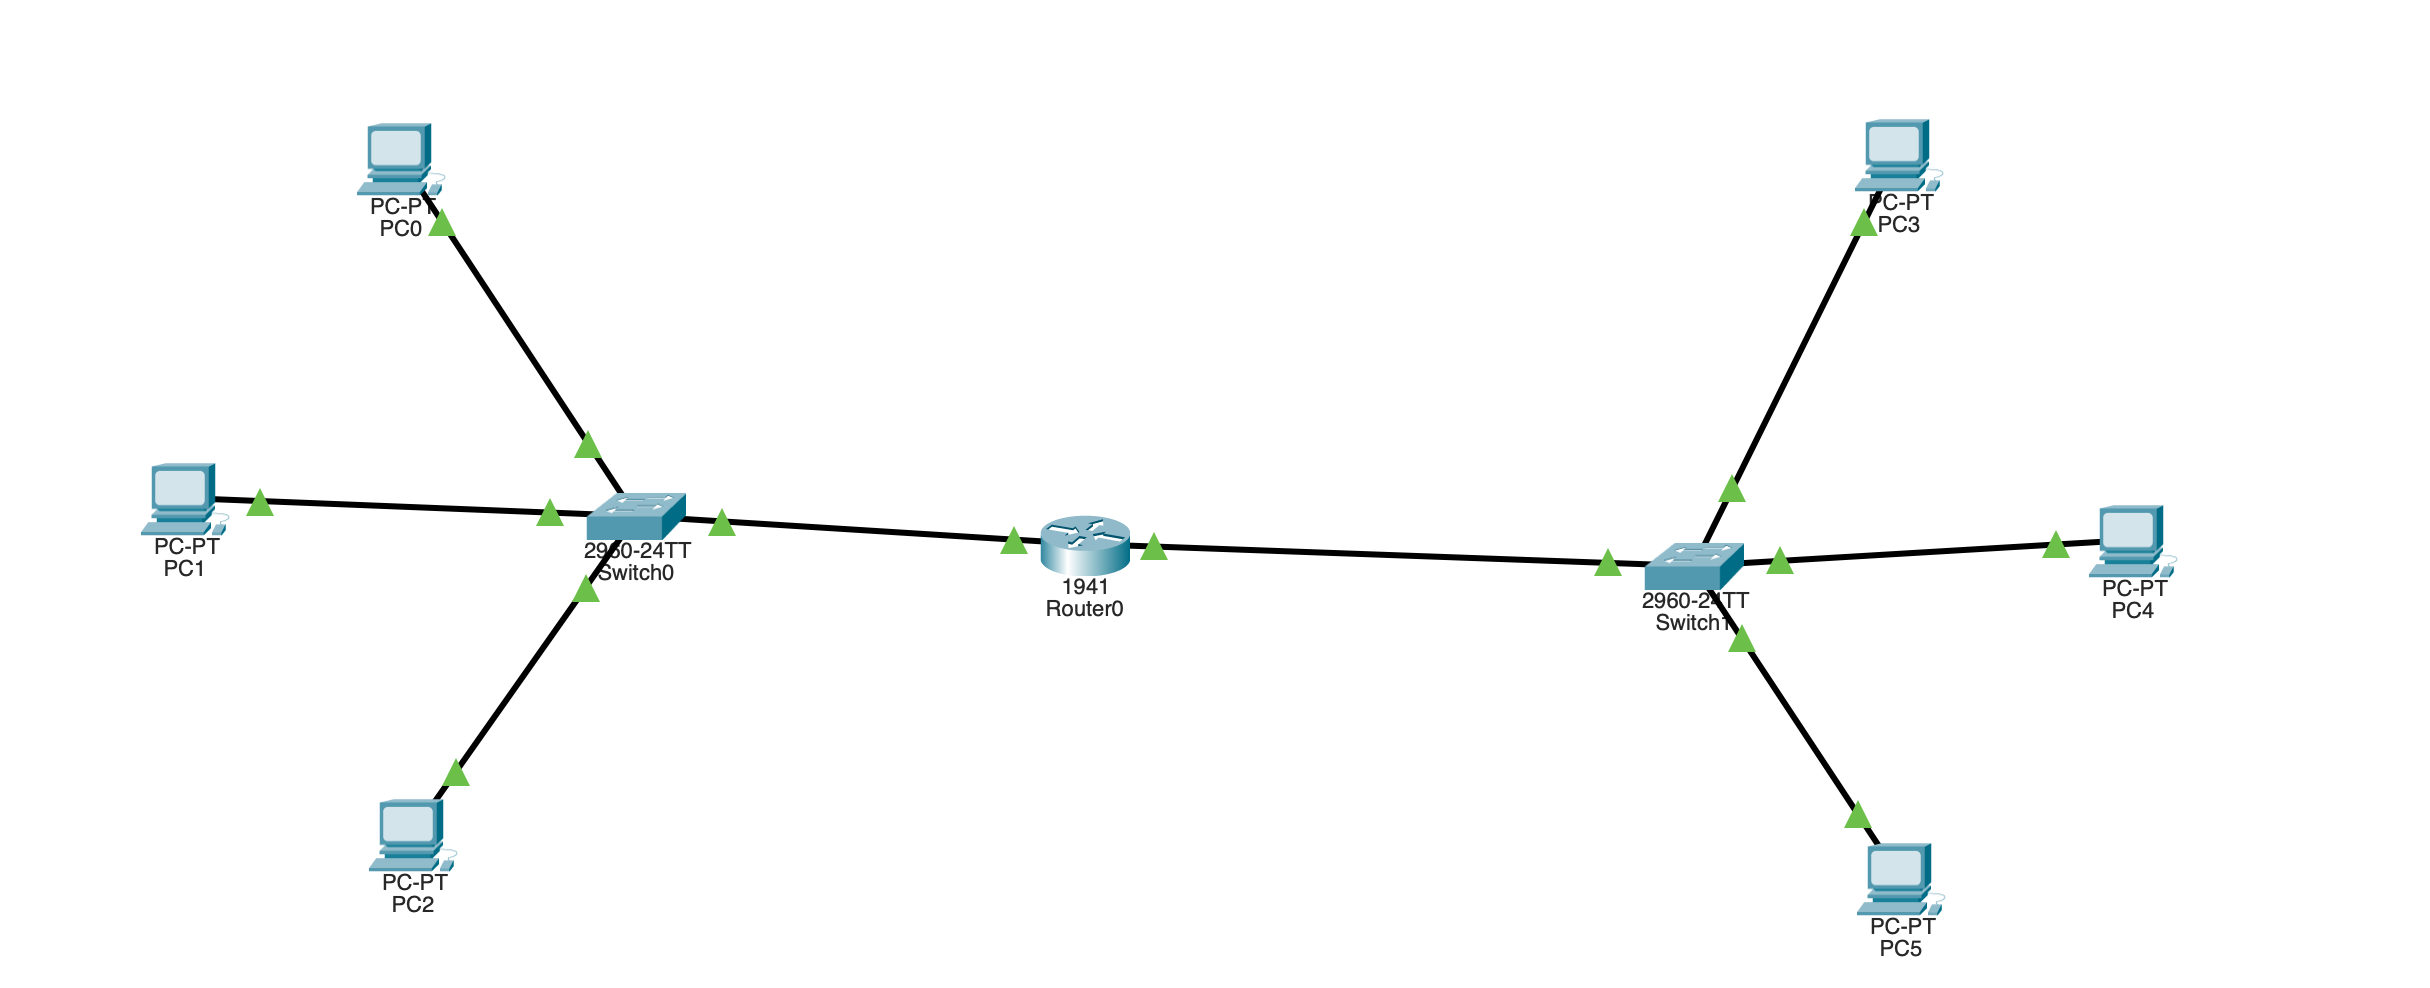 PC-PT
PC0
PC-PT
PC3
PC-PT
PC1
2960-24TT
Switch0
1941
Router0
2960-24TT
Switch1
PC-PT
PC4
PC-PT
PC2
PC-PT
PC5